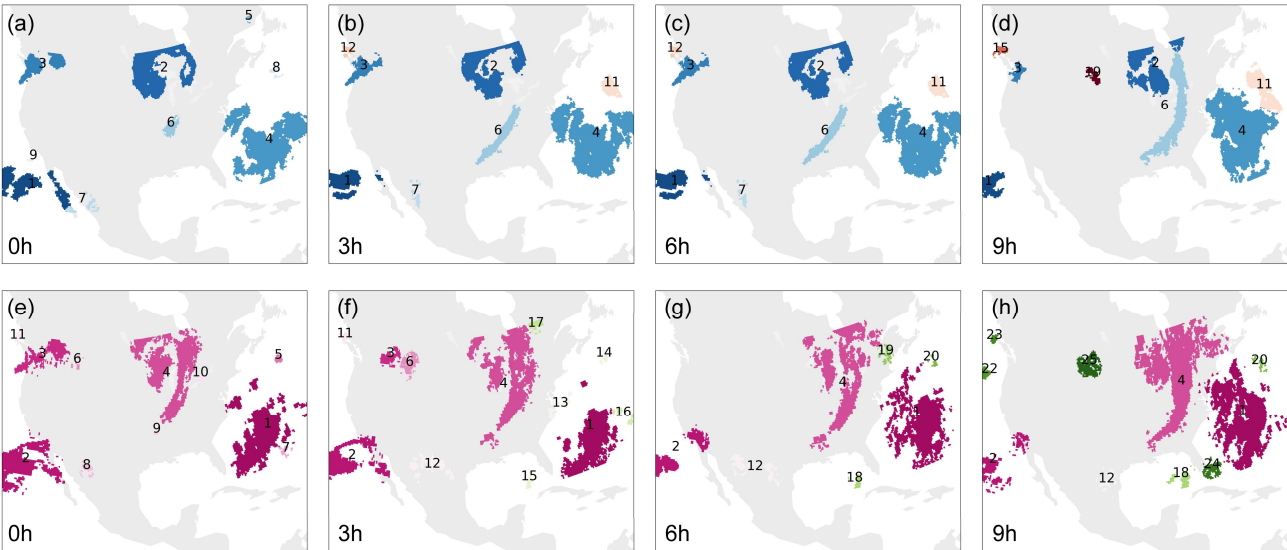 (a) 5 3 2 8 6 4 9 1 7 0h
(b) 12 3 2 11 6 4 1 7 3h
(c) 12 3 2 11 6 4 1 7 6h
(d) 15 3 2 11 6 4 1 9h
(e) 11 3 6 4 10 5 9 1 7 2 8 0h
(f) 11 3 6 17 14 4 13 16 1 2 12 15 3h
(g) 19 20 4 1 2 12 18 6h
(h) 23 22 20 4 1 2 12 18 24 9h